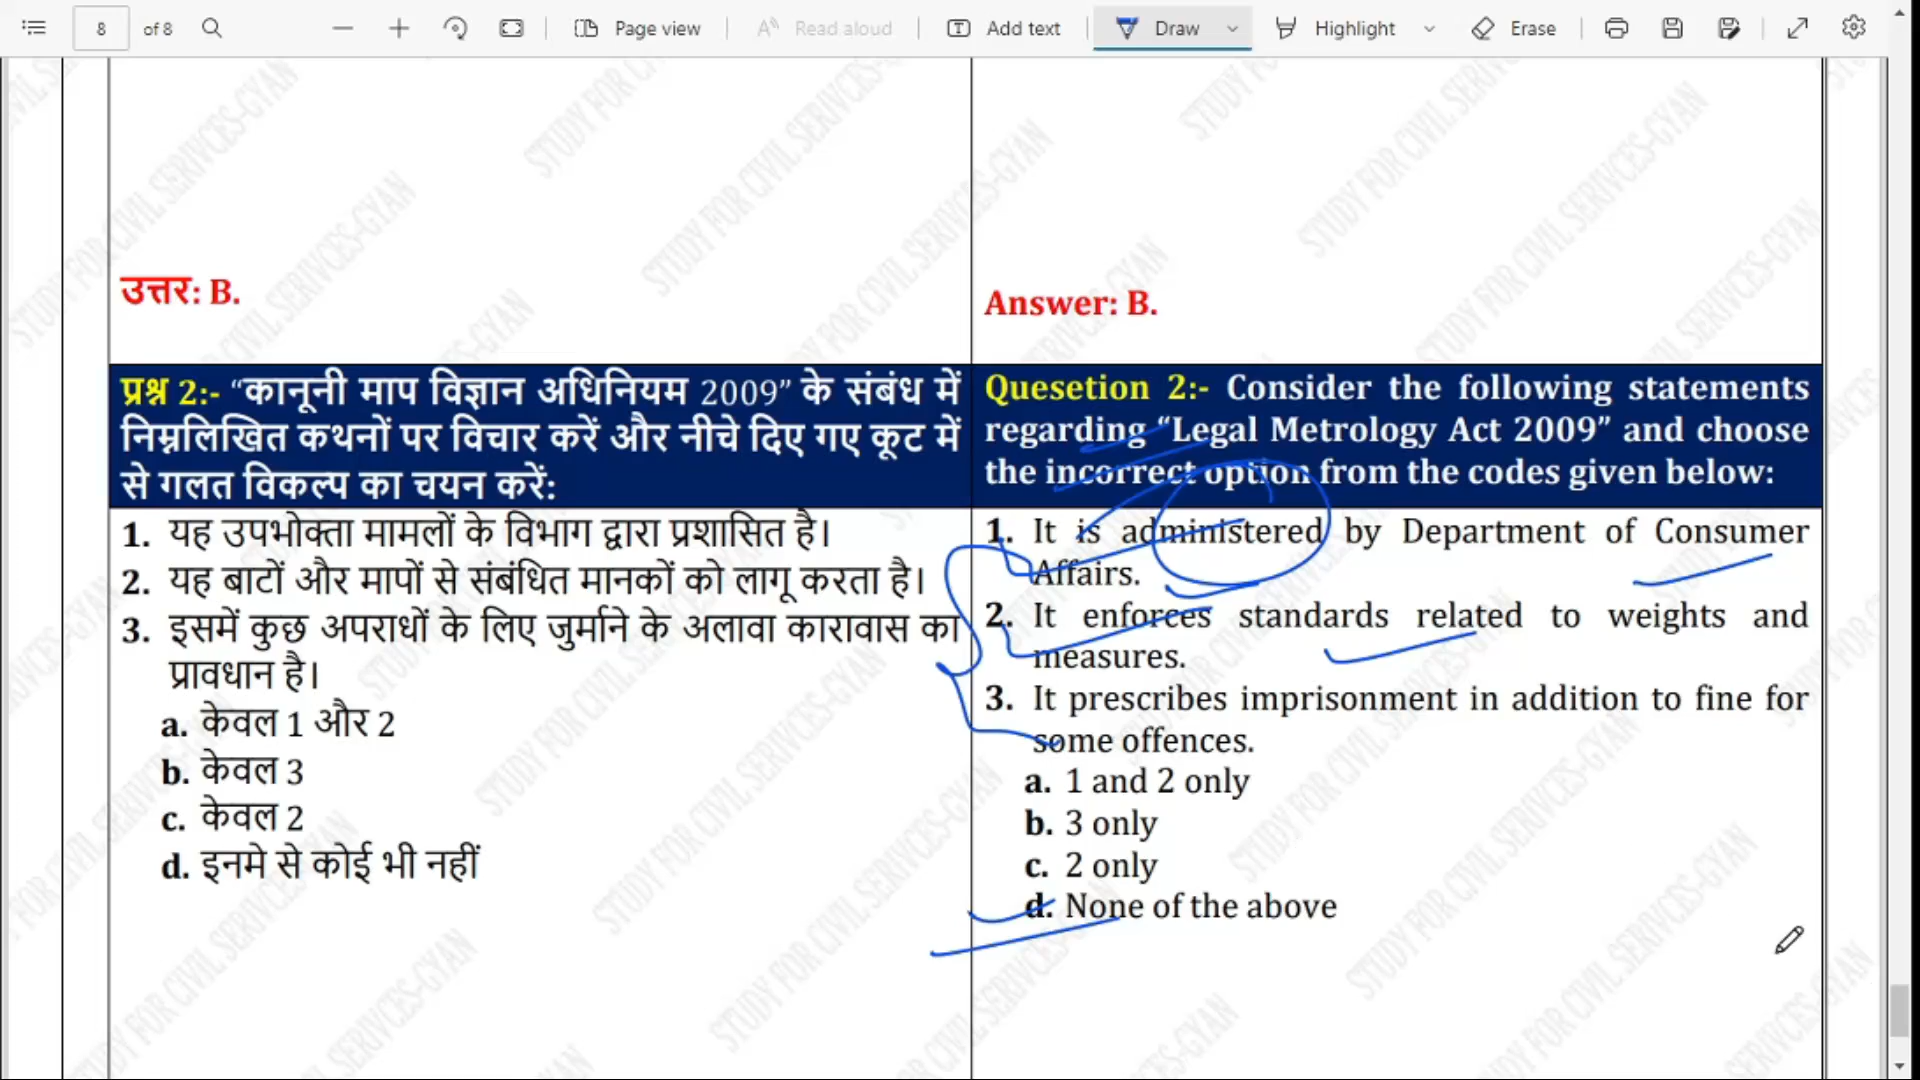 8 of 8 Page view Read aloud Add text Draw Highlight Erase
उत्तर: B.
प्रश्न 2:- “कानूनी माप विज्ञान अधिनियम 2009” के संबंध में
निम्नलिखित कथनों पर विचार करें और नीचे दिए गए कूट में
से गलत विकल्प का चयन करें:
1. यह उपभोक्ता मामलों के विभाग द्वारा प्रशासित है।
2. यह बाटों और मापों से संबंधित मानकों को लागू करता है।
3. इसमें कुछ अपराधों के लिए जुर्माने के अलावा कारावास का
प्रावधान है।
a. केवल 1 और 2
b. केवल 3
c. केवल 2
d. इनमे से कोई भी नहीं
Answer: B.
Quesetion 2:- Consider the following statements
regarding “Legal Metrology Act 2009” and choose
the incorrect option from the codes given below:
1. It is administered by Department of Consumer
Affairs.
2. It enforces standards related to weights and
measures.
3. It prescribes imprisonment in addition to fine for
some offences.
a. 1 and 2 only
b. 3 only
c. 2 only
d. None of the above
STUDY FOR CIVIL SERIVCES-GYAN